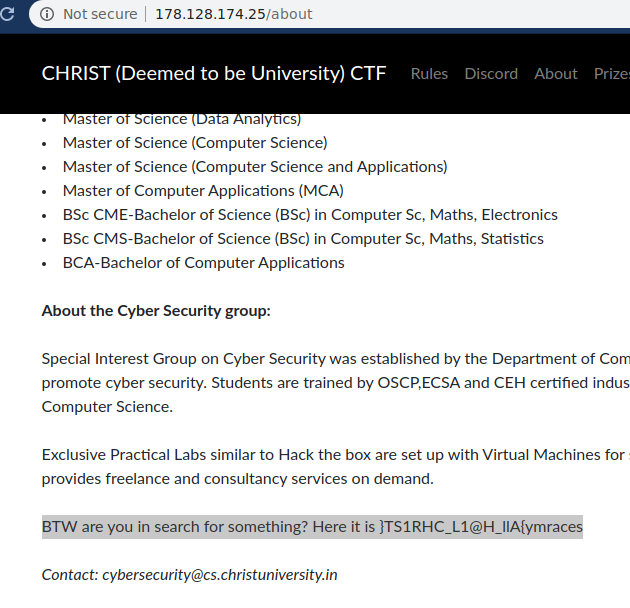 Not secure | 178.128.174.25/about
CHRIST (Deemed to be University) CTF Rules Discord About Prizes
• Master of Science (Data Analytics)
• Master of Science (Computer Science)
• Master of Science (Computer Science and Applications)
• Master of Computer Applications (MCA)
• BSc CME-Bachelor of Science (BSc) in Computer Sc, Maths, Electronics
• BSc CMS-Bachelor of Science (BSc) in Computer Sc, Maths, Statistics
• BCA-Bachelor of Computer Applications
About the Cyber Security group:
Special Interest Group on Cyber Security was established by the Department of Com
promote cyber security. Students are trained by OSCP,ECSA and CEH certified indus
Computer Science.
Exclusive Practical Labs similar to Hack the box are set up with Virtual Machines for
provides freelance and consultancy services on demand.
BTW are you in search for something? Here it is }TS1RHC_L1@H_llA{ymraces
Contact: cybersecurity@cs.christuniversity.in